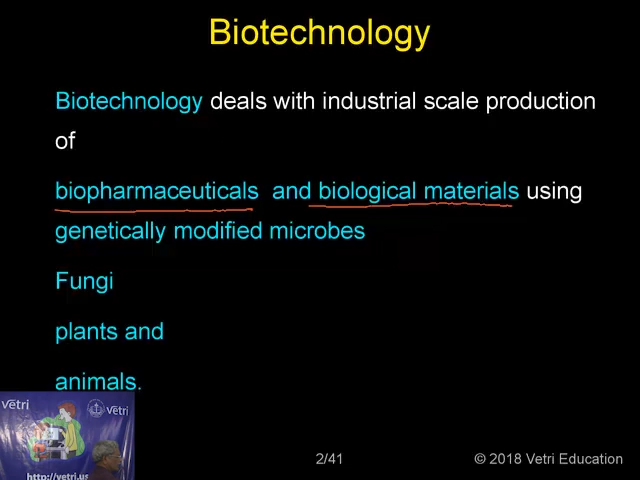 Biotechnology
Biotechnology deals with industrial scale production
of
biopharmaceuticals and biological materials using
genetically modified microbes
Fungi
plants and
animals.
vetri
vetri
http://vetri.us
2/41
© 2018 Vetri Education